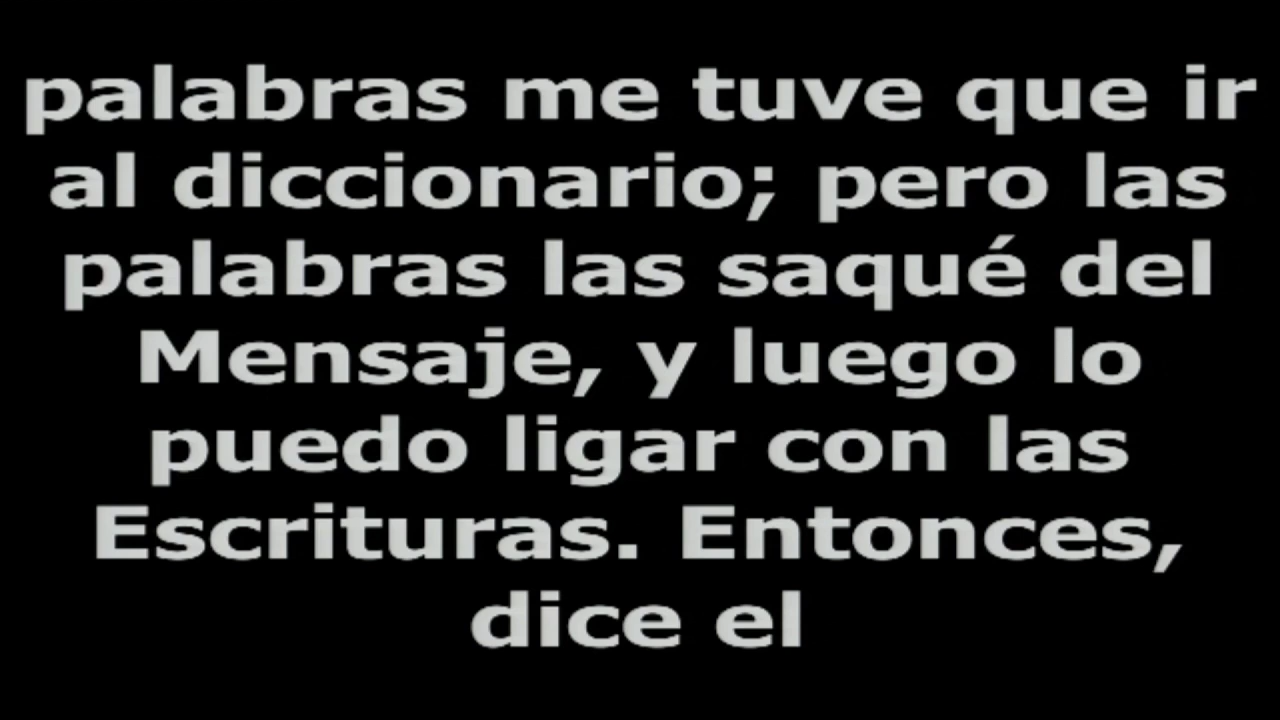 palabras me tuve que ir
al diccionario; pero las
palabras las saqué del
Mensaje, y luego lo
puedo ligar con las
Escrituras. Entonces,
dice el